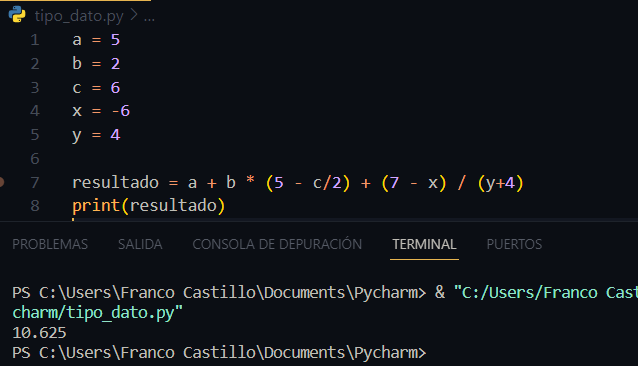 tipo_dato.py > ...
1 a = 5
2 b = 2
3 c = 6
4 x = -6
5 y = 4
6
7 resultado = a + b * (5 - c/2) + (7 - x) / (y+4)
8 print(resultado)
PROBLEMAS SALIDA CONSOLA DE DEPURACIÓN TERMINAL PUERTOS
PS C:\Users\Franco Castillo\Documents\Pycharm> & "C:/Users/Franco Cast
charm/tipo_dato.py"
10.625
PS C:\Users\Franco Castillo\Documents\Pycharm>